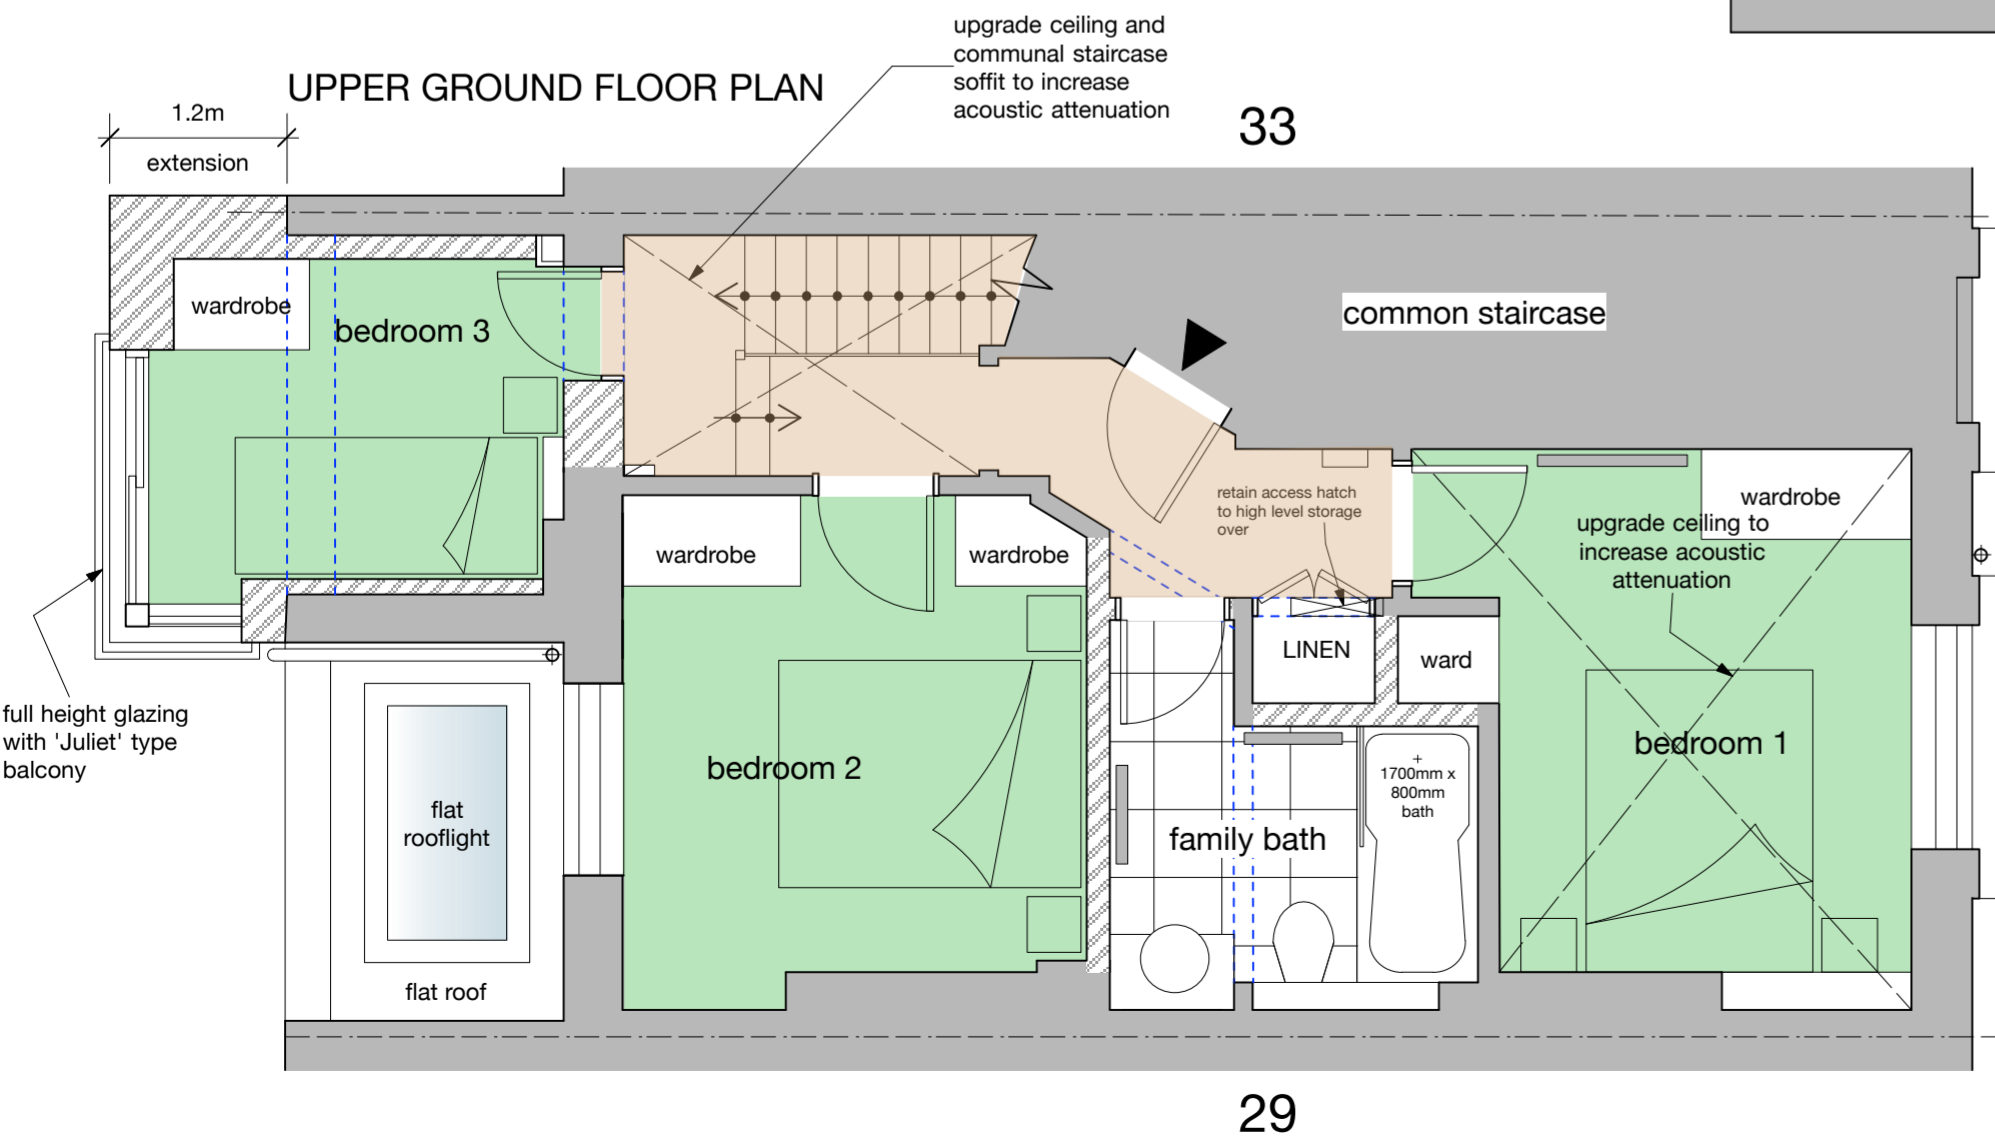 upgrade ceiling and
communal staircase
soffit to increase
acoustic attenuation
UPPER GROUND FLOOR PLAN
1.2m
extension
33
wardrobe
bedroom 3
common staircase
retain access hatch
to high level storage
over
wardrobe
upgrade ceiling to
increase acoustic
attenuation
wardrobe
wardrobe
LINEN
ward
full height glazing
with 'Juliet' type
balcony
bedroom 2
bedroom 1
1700mm x
800mm
bath
flat
rooflight
family bath
flat roof
29